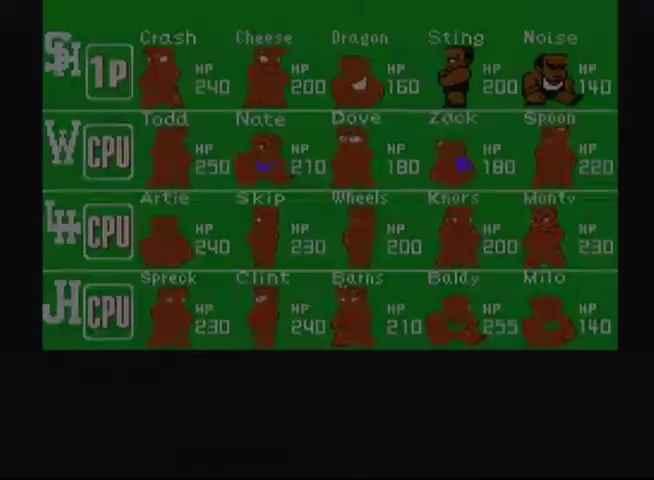 Crash Cheese Dragon Sting Noise
SH 1P HP 240 HP 200 HP 160 HP 200 HP 140
Todd Nate Dove Zack Spoon
W CPU HP 250 HP 210 HP 180 HP 180 HP 220
Artie Skip Wheels Knors Monty
LH CPU HP 240 HP 230 HP 200 HP 200 HP 230
Spreck Clint Barns Baldy Milo
JH CPU HP 230 HP 240 HP 210 HP 255 HP 140